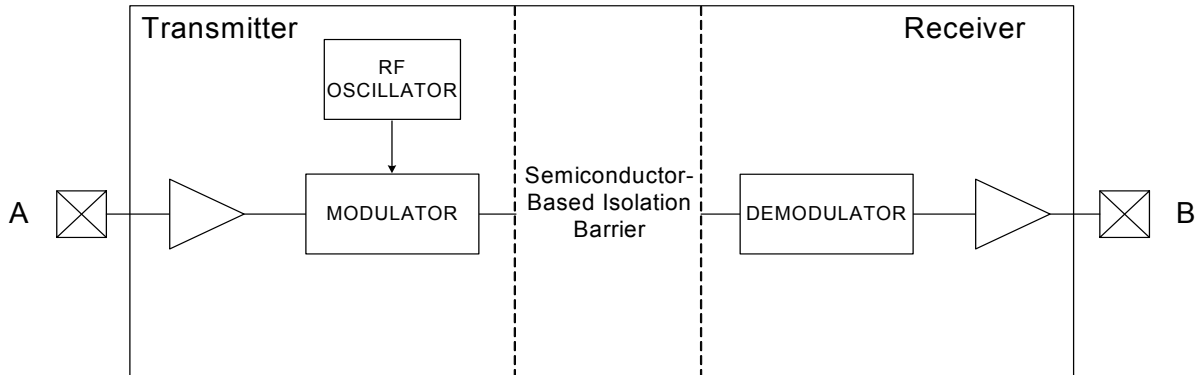 Transmitter
Receiver
RF
OSCILLATOR
Semiconductor-
Based Isolation
Barrier
A
MODULATOR
DEMODULATOR
B